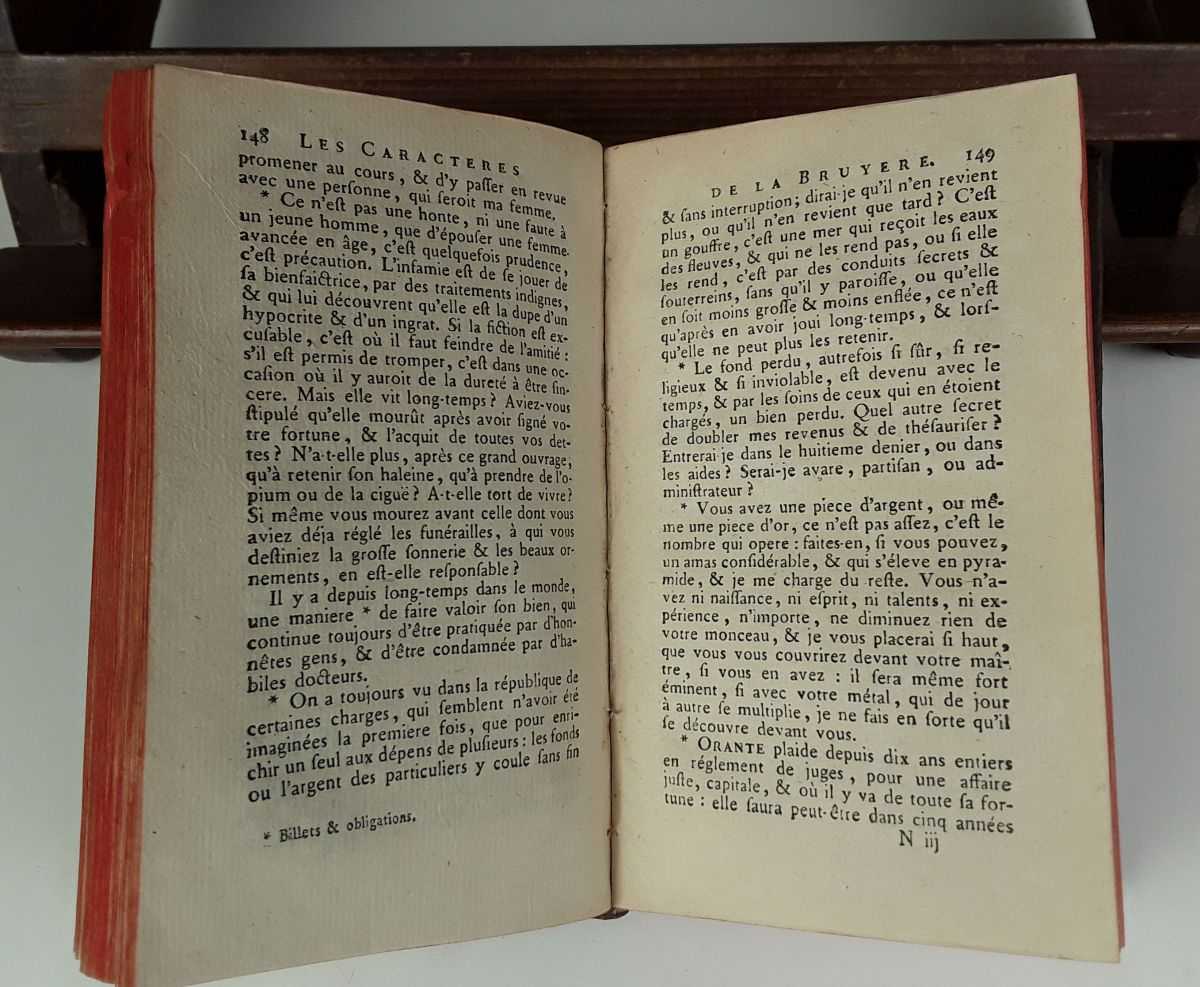 148 LES CARACTERES
promener au cours, & d'y paſſer en revue
avec une perſonne, qui ſeroit ma femme.
* Ce n'eſt pas une honte, ni une faute à
un jeune homme, que d'épouſer une femme
avancée en âge, c'eſt quelquefois prudence,
c'eſt précaution. L'infamie eſt de ſe jouer de
ſa bienfaictrice, par des traitements indignes,
& qui lui découvrent qu'elle eſt la dupe d'un
hypocrite & d'un ingrat. Si la fiction eſt ex-
cuſable, c'eſt où il faut feindre de l'amitié :
s'il eſt permis de tromper, c'eſt dans une oc-
caſion où il y auroit de la dureté à être ſin-
cere. Mais elle vit long-temps ? Aviez-vous
ſtipulé qu'elle mourût après avoir ſigné vo-
tre fortune, & l'acquit de toutes vos det-
tes ? N'a-t-elle plus, après ce grand ouvrage,
qu'à retenir ſon haleine, qu'à prendre de l'o-
pium ou de la ciguë ? A-t-elle tort de vivre ?
Si même vous mourez avant celle dont vous
aviez déja réglé les funérailles, à qui vous
deſtiniez la groſſe ſonnerie & les beaux or-
nements, en eſt-elle reſponſable ?
Il y a depuis long-temps dans le monde,
une maniere * de faire valoir ſon bien, qui
continue toujours d'être pratiquée par d'hon-
nêtes gens, & d'être condamnée par d'ha-
biles docteurs.
* On a toujours vu dans la république de
certaines charges, qui ſemblent n'avoir été
imaginées la premiere fois, que pour enri-
chir un ſeul aux dépens de pluſieurs : les fonds
ou l'argent des particuliers y coule ſans fin
* Billets & obligations.
DE LA BRUYERE. 149
& ſans interruption ; dirai-je qu'il n'en revient
plus, ou qu'il n'en revient que tard ? C'eſt
un gouffre, c'eſt une mer qui reçoit les eaux
des fleuves, & qui ne les rend pas, ou ſi elle
les rend, c'eſt par des conduits ſecrets &
ſouterreins, ſans qu'il y paroiſſe, ou qu'elle
en ſoit moins groſſe & moins enflée, ce n'eſt
qu'après en avoir joui long-temps, & lorſ-
qu'elle ne peut plus les retenir.
* Le fond perdu, autrefois ſi sûr, ſi re-
ligieux & ſi inviolable, eſt devenu avec le
temps, & par les ſoins de ceux qui en étoient
chargés, un bien perdu. Quel autre ſecret
de doubler mes revenus & de théſauriſer ?
Entrerai-je dans le huitieme denier, ou dans
les aides ? Serai-je avare, partiſan, ou ad-
miniſtrateur ?
* Vous avez une piece d'argent, ou mê-
me une piece d'or, ce n'eſt pas aſſez, c'eſt le
nombre qui opere : faites-en, ſi vous pouvez,
un amas conſidérable, & qui s'éleve en pyra-
mide, & je me charge du reſte. Vous n'a-
vez ni naiſſance, ni eſprit, ni talents, ni ex-
périence, n'importe, ne diminuez rien de
votre monceau, & je vous placerai ſi haut,
que vous vous couvrirez devant votre maî-
tre, ſi vous en avez : il ſera même fort
éminent, ſi avec votre métal, qui de jour
à autre ſe multiplie, je ne fais en ſorte qu'il
ſe découvre devant vous.
* ORANTE plaide depuis dix ans entiers
en réglement de juges, pour une affaire
juſte, capitale, & où il y va de toute ſa for-
tune : elle ſaura peut-être dans cinq années
N iij